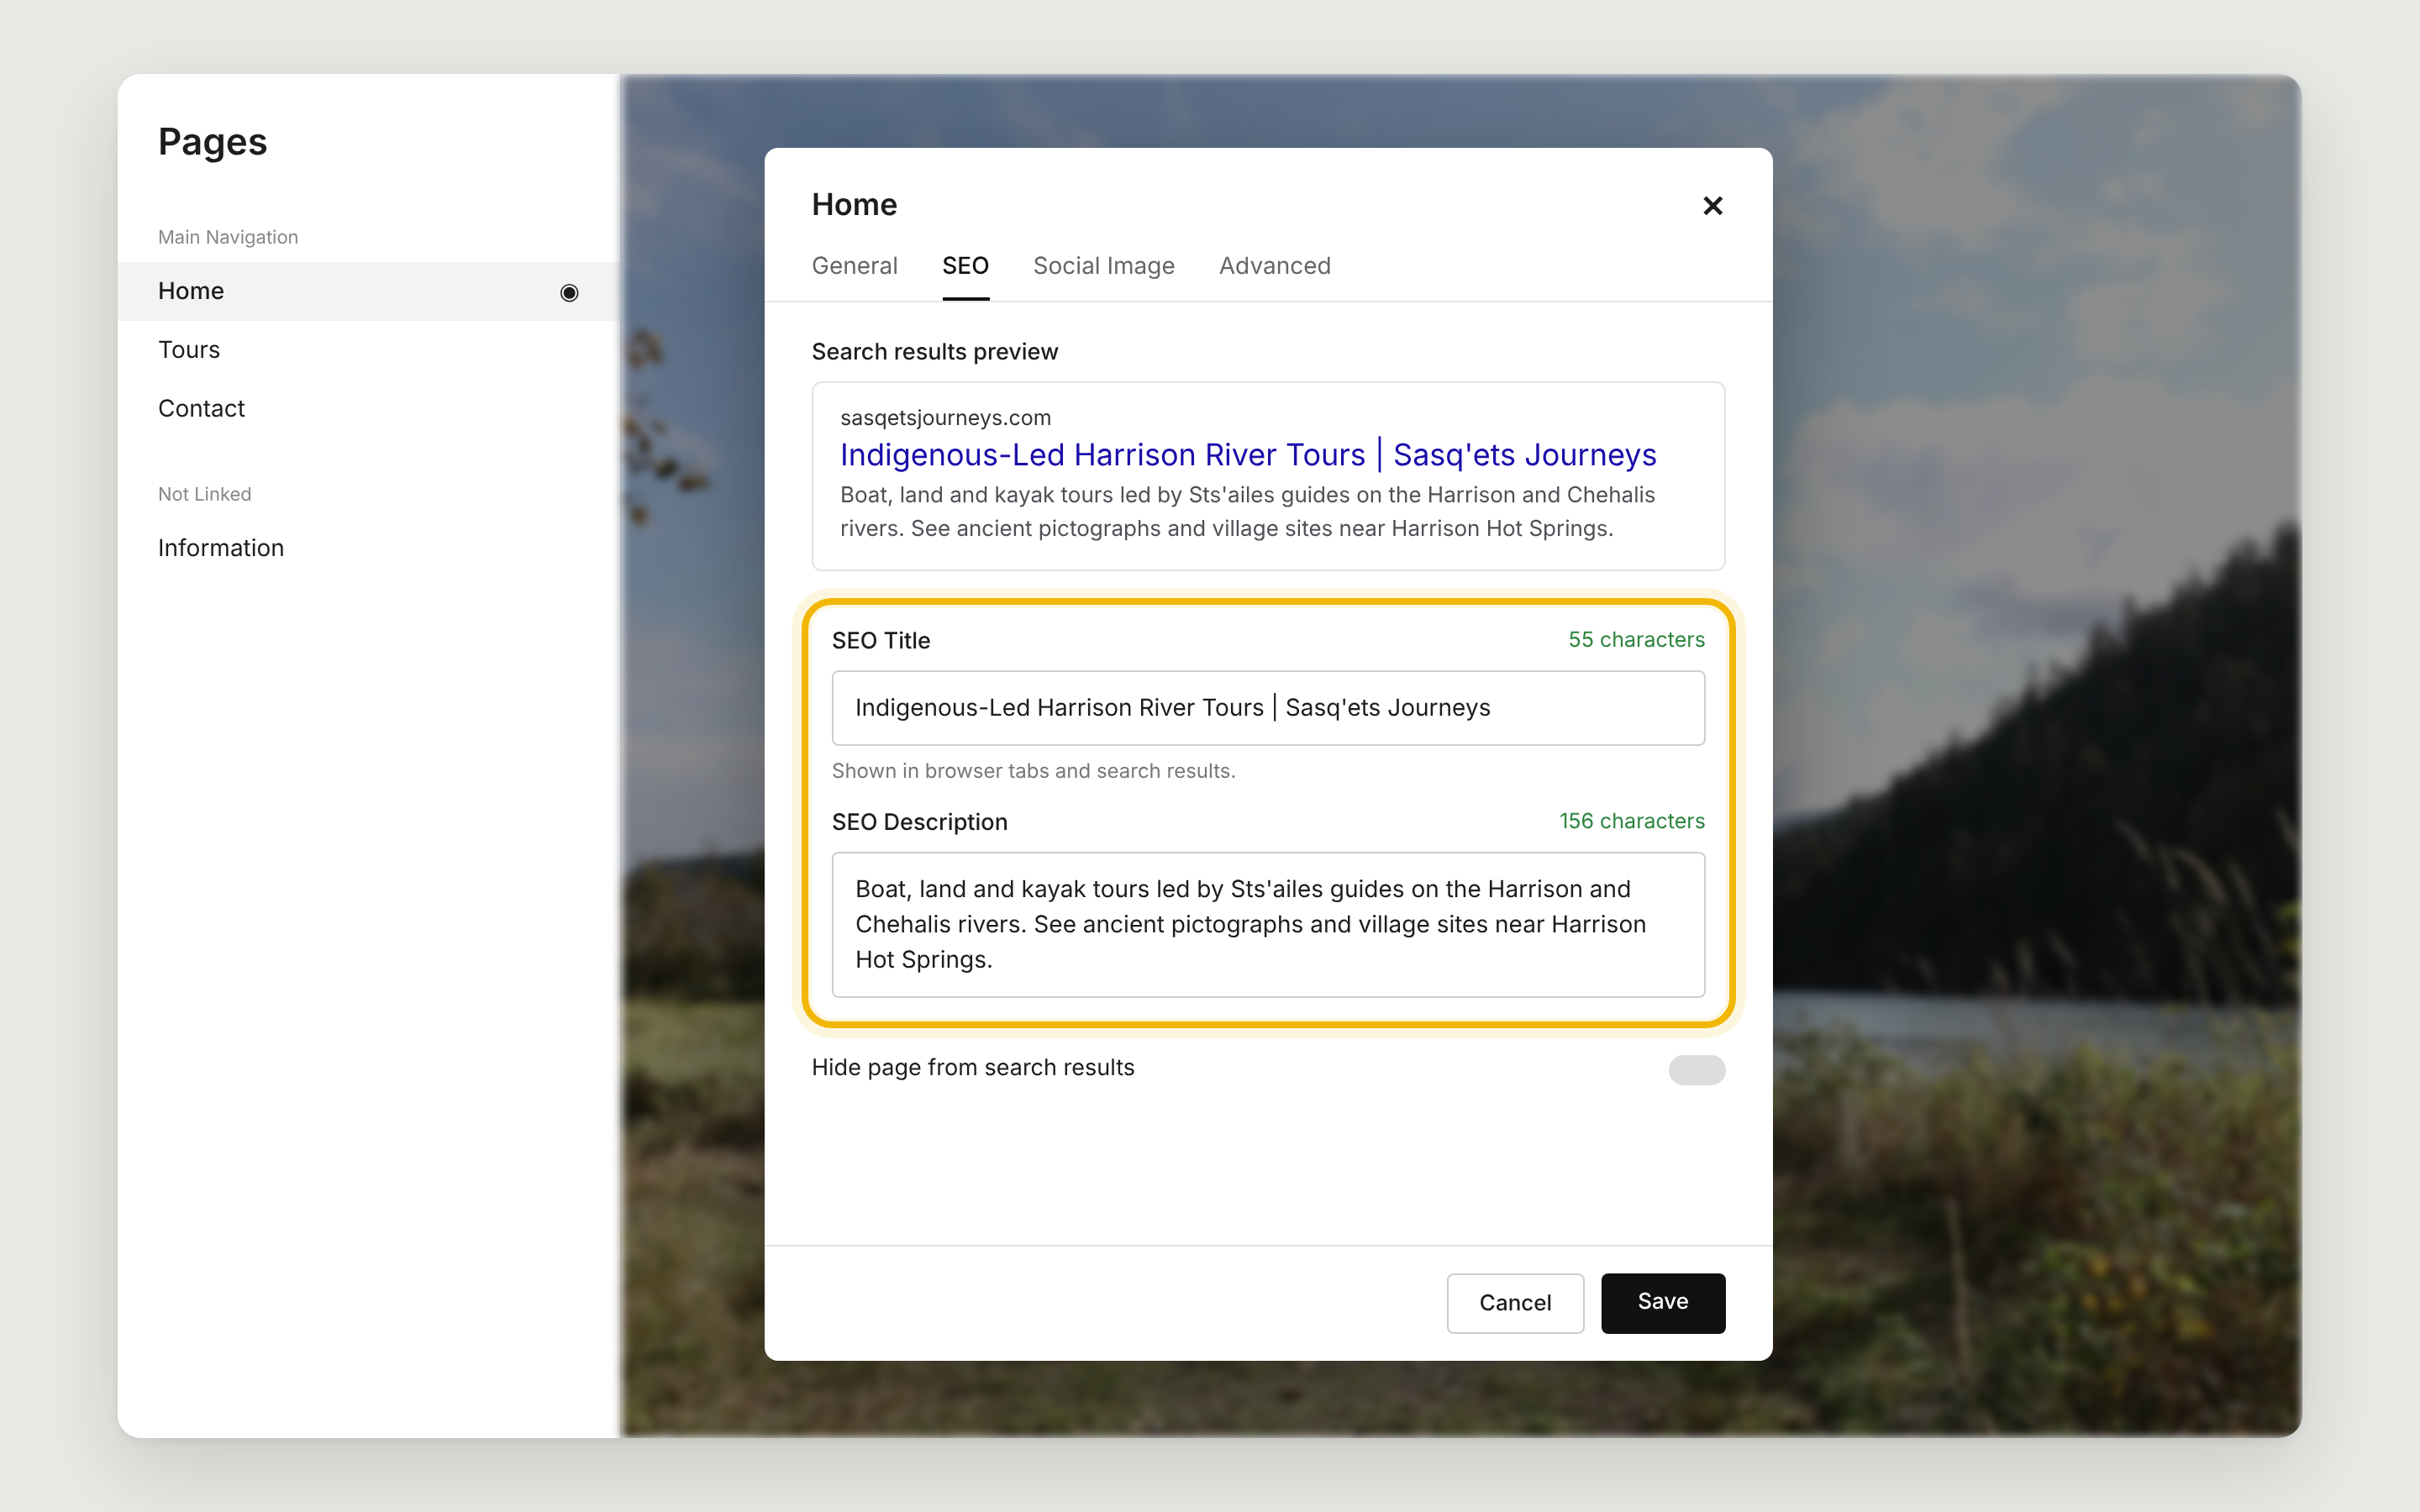 Pages
Main Navigation
Home
Tours
Contact
Not Linked
Information
Home
General SEO Social Image Advanced
Search results preview
sasqetsjourneys.com
Indigenous-Led Harrison River Tours | Sasq'ets Journeys
Boat, land and kayak tours led by Sts'ailes guides on the Harrison and Chehalis
rivers. See ancient pictographs and village sites near Harrison Hot Springs.
SEO Title 55 characters
Indigenous-Led Harrison River Tours | Sasq'ets Journeys
Shown in browser tabs and search results.
SEO Description 156 characters
Boat, land and kayak tours led by Sts'ailes guides on the Harrison and
Chehalis rivers. See ancient pictographs and village sites near Harrison
Hot Springs.
Hide page from search results
Cancel Save